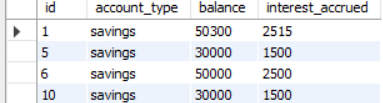 id account_type balance interest_accrued
1 savings 50300 2515
5 savings 30000 1500
6 savings 50000 2500
10 savings 30000 1500